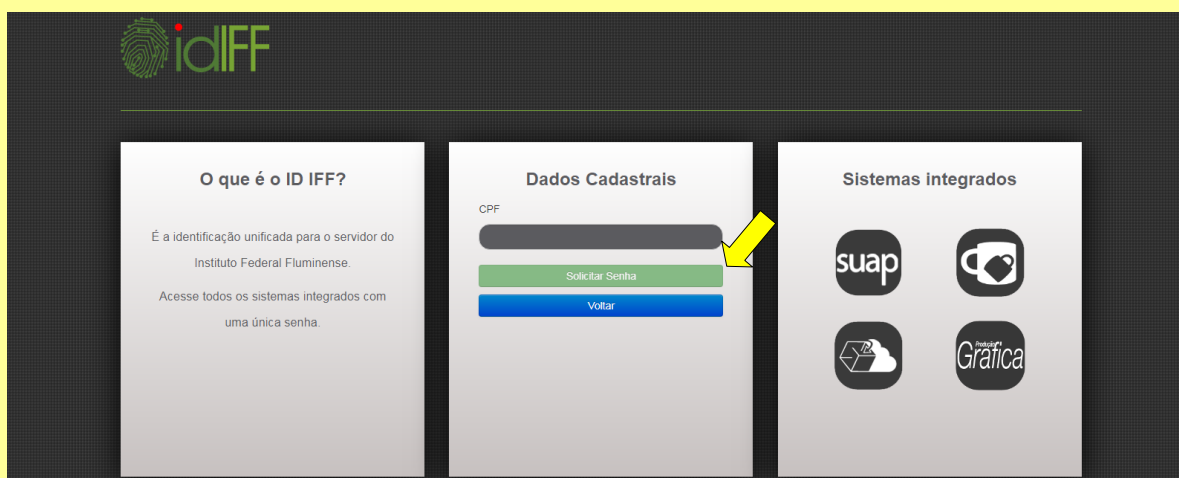 idIFF
O que é o ID IFF?
É a identificação unificada para o servidor do
Instituto Federal Fluminense.
Acesse todos os sistemas integrados com
uma única senha.
Dados Cadastrais
CPF
Solicitar Senha
Voltar
Sistemas integrados
suap
Produção
Gráfica